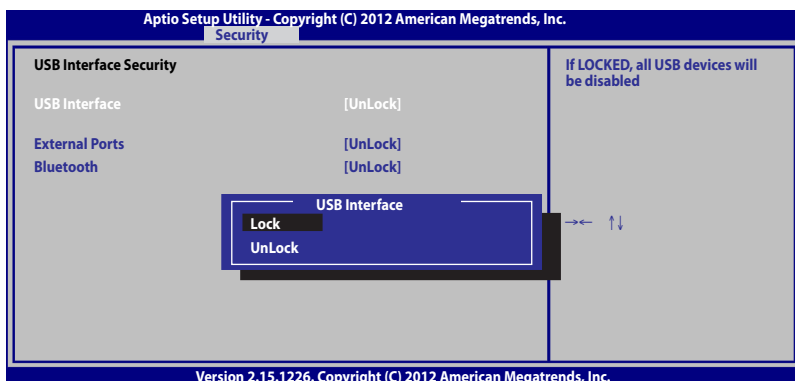 Aptio Setup Utility - Copyright (C) 2012 American Megatrends, Inc.
Security
USB Interface Security
If LOCKED, all USB devices will
be disabled
USB Interface [UnLock]
External Ports [UnLock]
Bluetooth [UnLock]
USB Interface
Lock
UnLock
→← ↑↓
Version 2.15.1226. Copyright (C) 2012 American Megatrends, Inc.